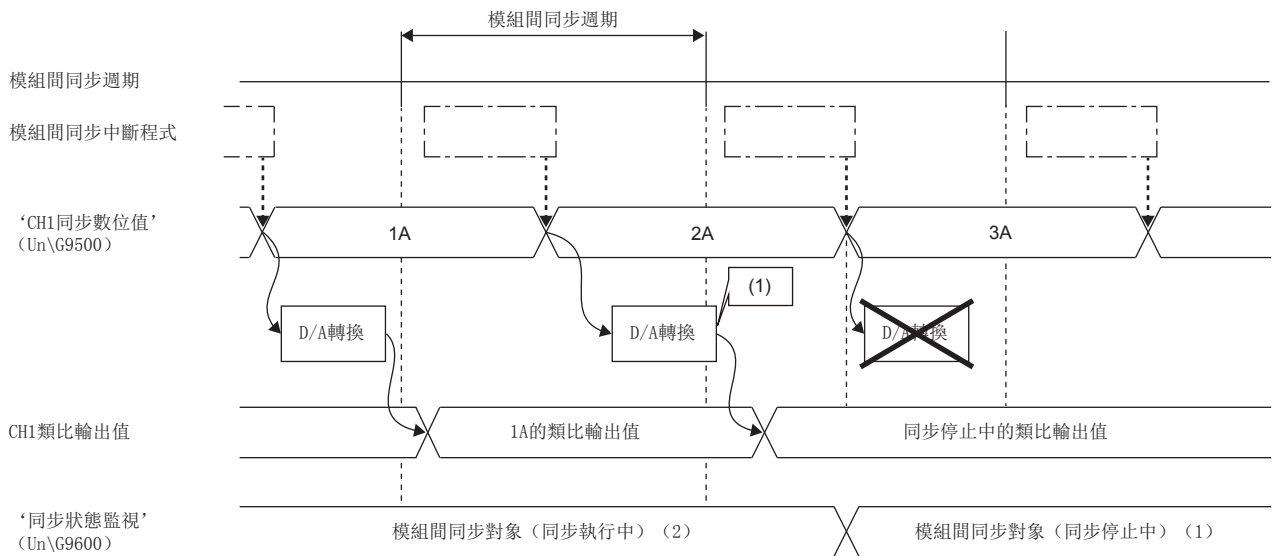 模組間同步週期
模組間同步週期
模組間同步中斷程式
‘CH1同步數位值’
(Un\G9500)
1A
2A
3A
(1)
D/A轉換
D/A轉換
D/A轉換
CH1類比輸出值
1A的類比輸出值
同步停止中的類比輸出值
‘同步狀態監視’
(Un\G9600)
模組間同步對象（同步執行中）（2）
模組間同步對象（同步停止中）（1）